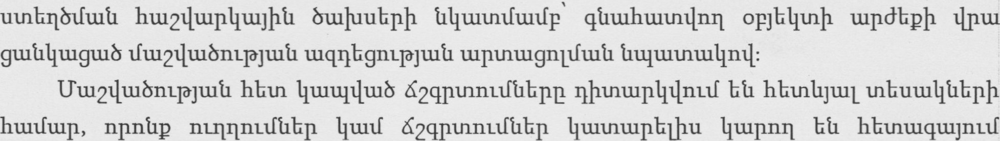 ստեղծման հաշվարկային ծախսերի նկատմամբ՝ գնահատվող օբյեկտի արժեքի վրա
ցանկացած մաշվածության ազդեցության արտացոլման նպատակով։
Մաշվածության հետ կապված ճշգրտումները դիտարկվում են հետևյալ տեսակների
համար, որոնք ուղղումներ կամ ճշգրտումներ կատարելիս կարող են հետագայում